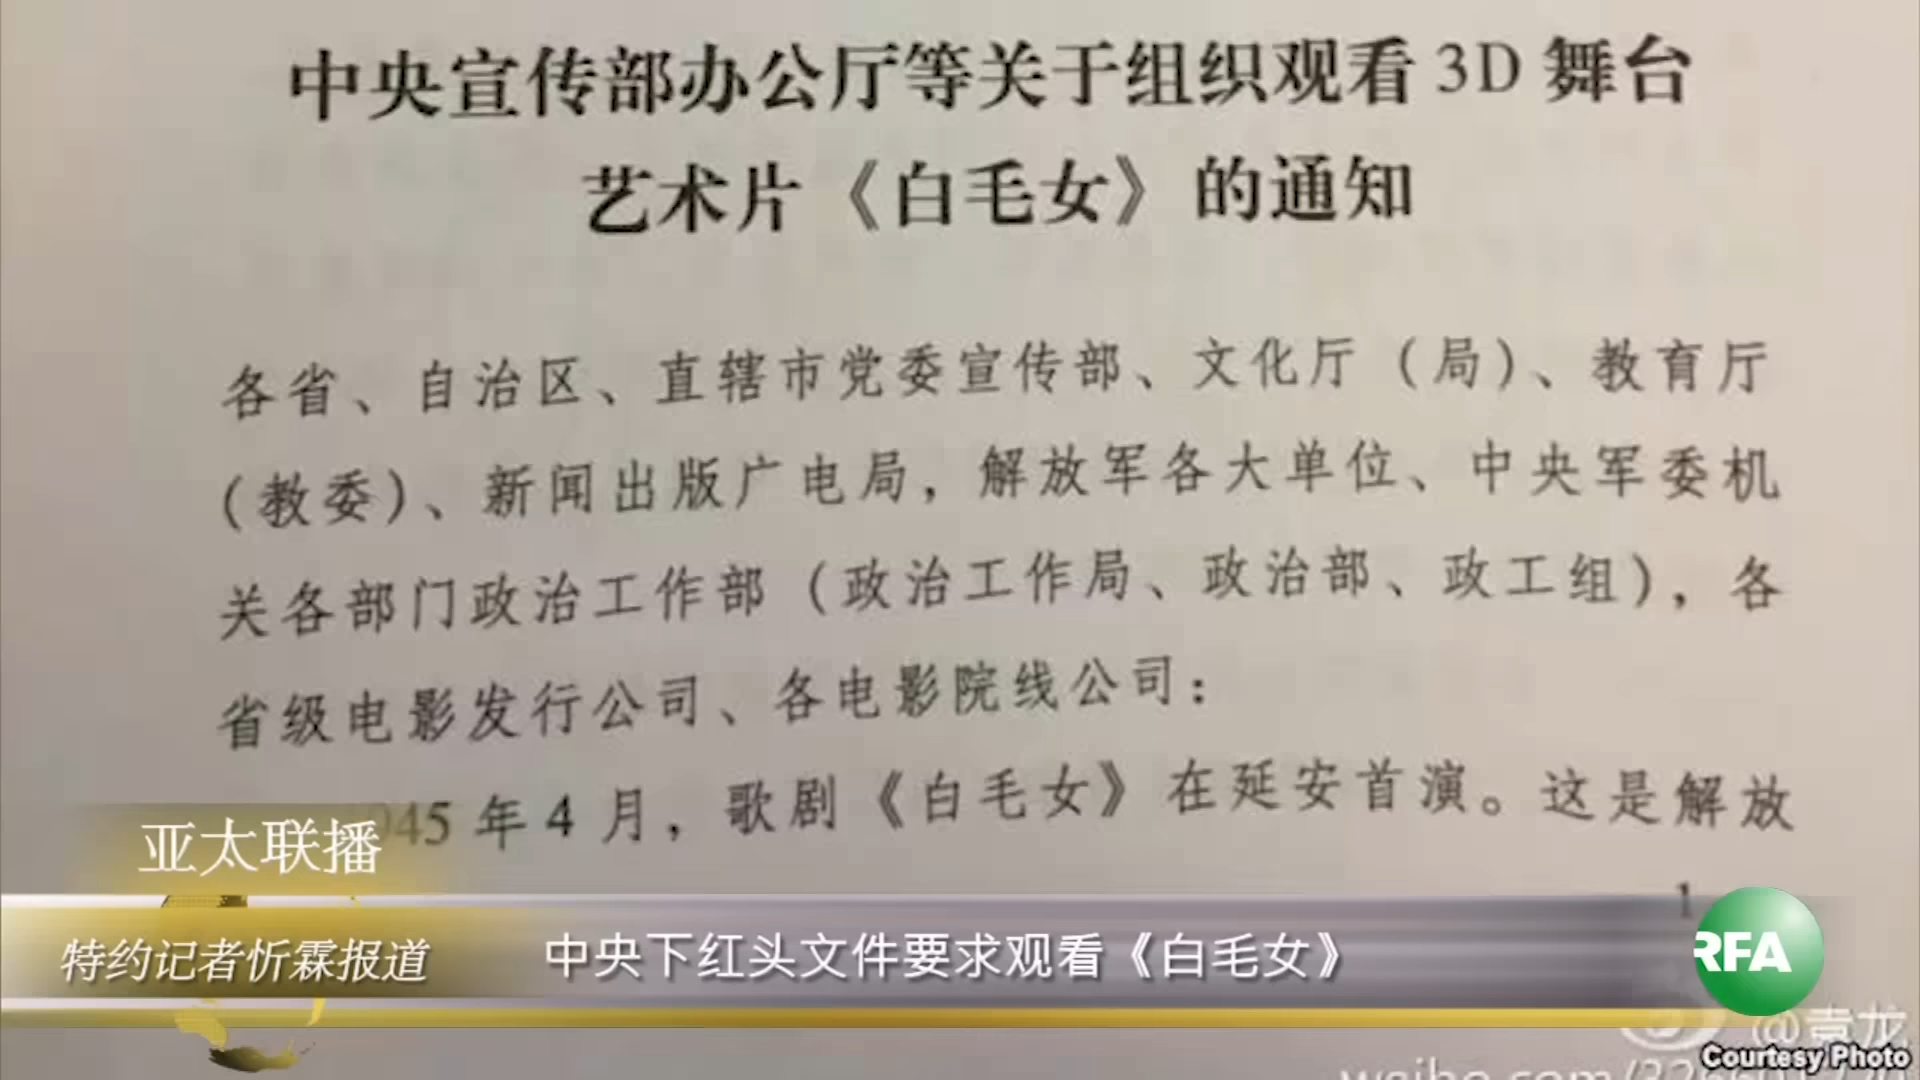 中央宣传部办公厅等关于组织观看 3D 舞台
艺术片《白毛女》的通知
各省、自治区、直辖市党委宣传部、文化厅（局）、教育厅
（教委）、新闻出版广电局，解放军各大单位、中央军委机
关各部门政治工作部（政治工作局、政治部、政工组），各
省级电影发行公司、各电影院线公司：
045 年 4 月，歌剧《白毛女》在延安首演。这是解放
1
亚太联播
特约记者忻霖报道
中央下红头文件要求观看《白毛女》
RFA
@袁龙
Courtesy Photo